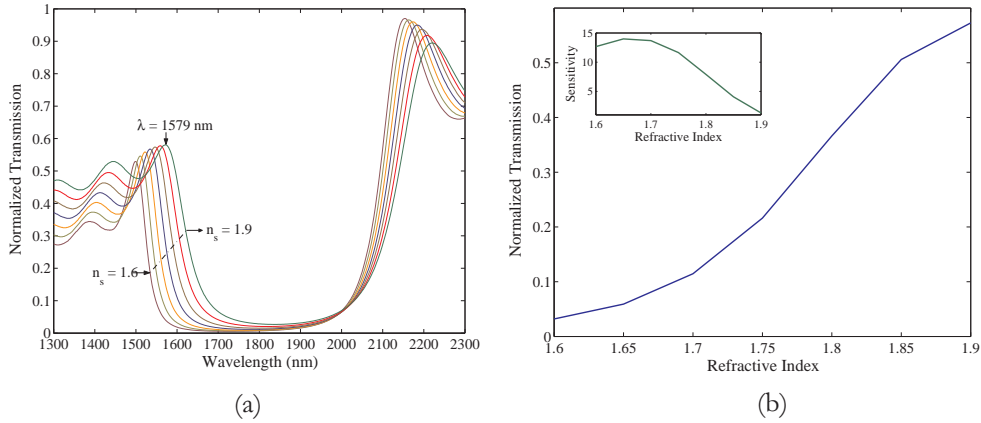 1
0.9
0.8
0.7
0.6
0.5
0.4
0.3
0.2
0.1
0
Normalized Transmission
λ = 1579 nm
n_s = 1.9
n_s = 1.6
1300 1400 1500 1600 1700 1800 1900 2000 2100 2200 2300
Wavelength (nm)
(a)
0.5
0.4
0.3
0.2
0.1
0
Normalized Transmission
15
10
5
Sensitivity
1.6 1.7 1.8 1.9
Refractive Index
1.6 1.65 1.7 1.75 1.8 1.85 1.9
Refractive Index
(b)